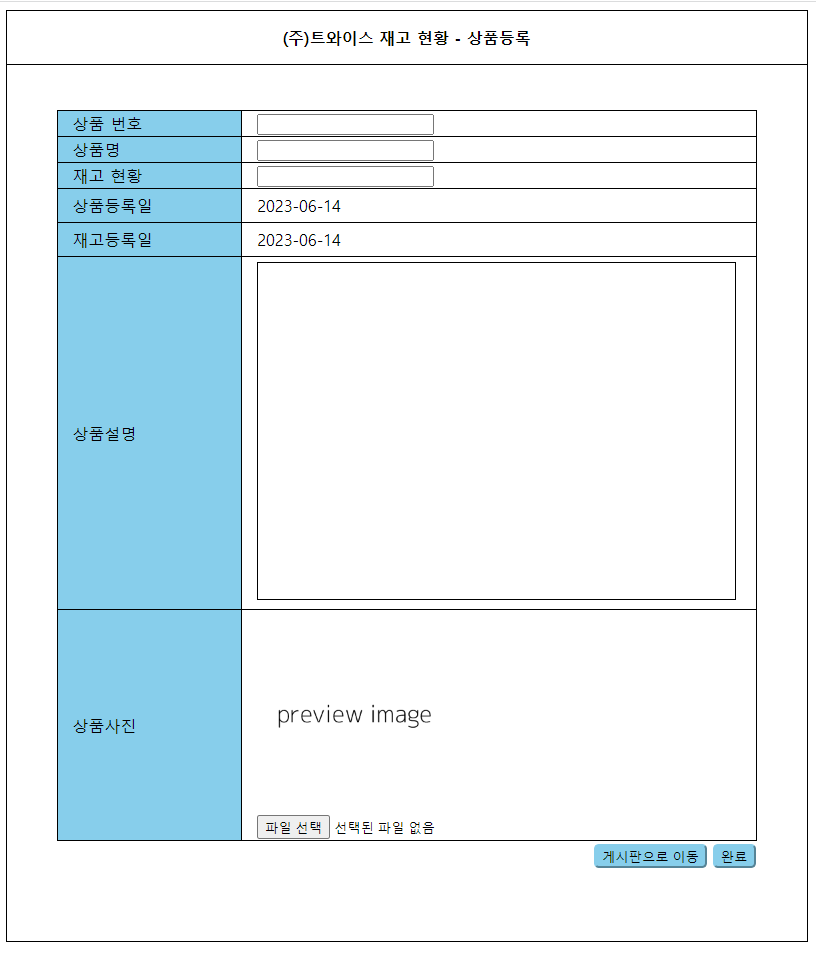 (주)트와이스 재고 현황 - 상품등록
상품 번호
상품명
재고 현황
상품등록일 2023-06-14
재고등록일 2023-06-14
상품설명
상품사진
preview image
파일 선택 선택된 파일 없음
게시판으로 이동 완료